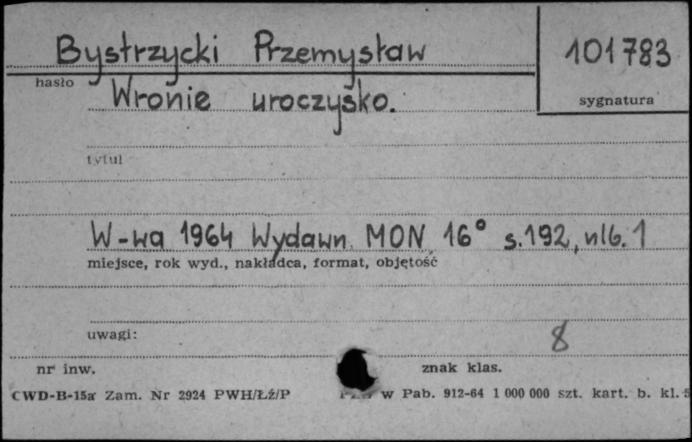 Bystrzycki Przemysław
101783
hasło
sygnatura
Wronie uroczysko.
tytuł
W-wa 1964 Wydawn. MON, 16° s.192, nlb. 1
miejsce, rok wyd., nakładca, format, objętość
uwagi:
8
nr inw.
znak klas.
CWD-B-15a Zam. Nr 2924 PWH/Łź/P
w Pab. 912-64 1 000 000 szt. kart. b. kl. 5